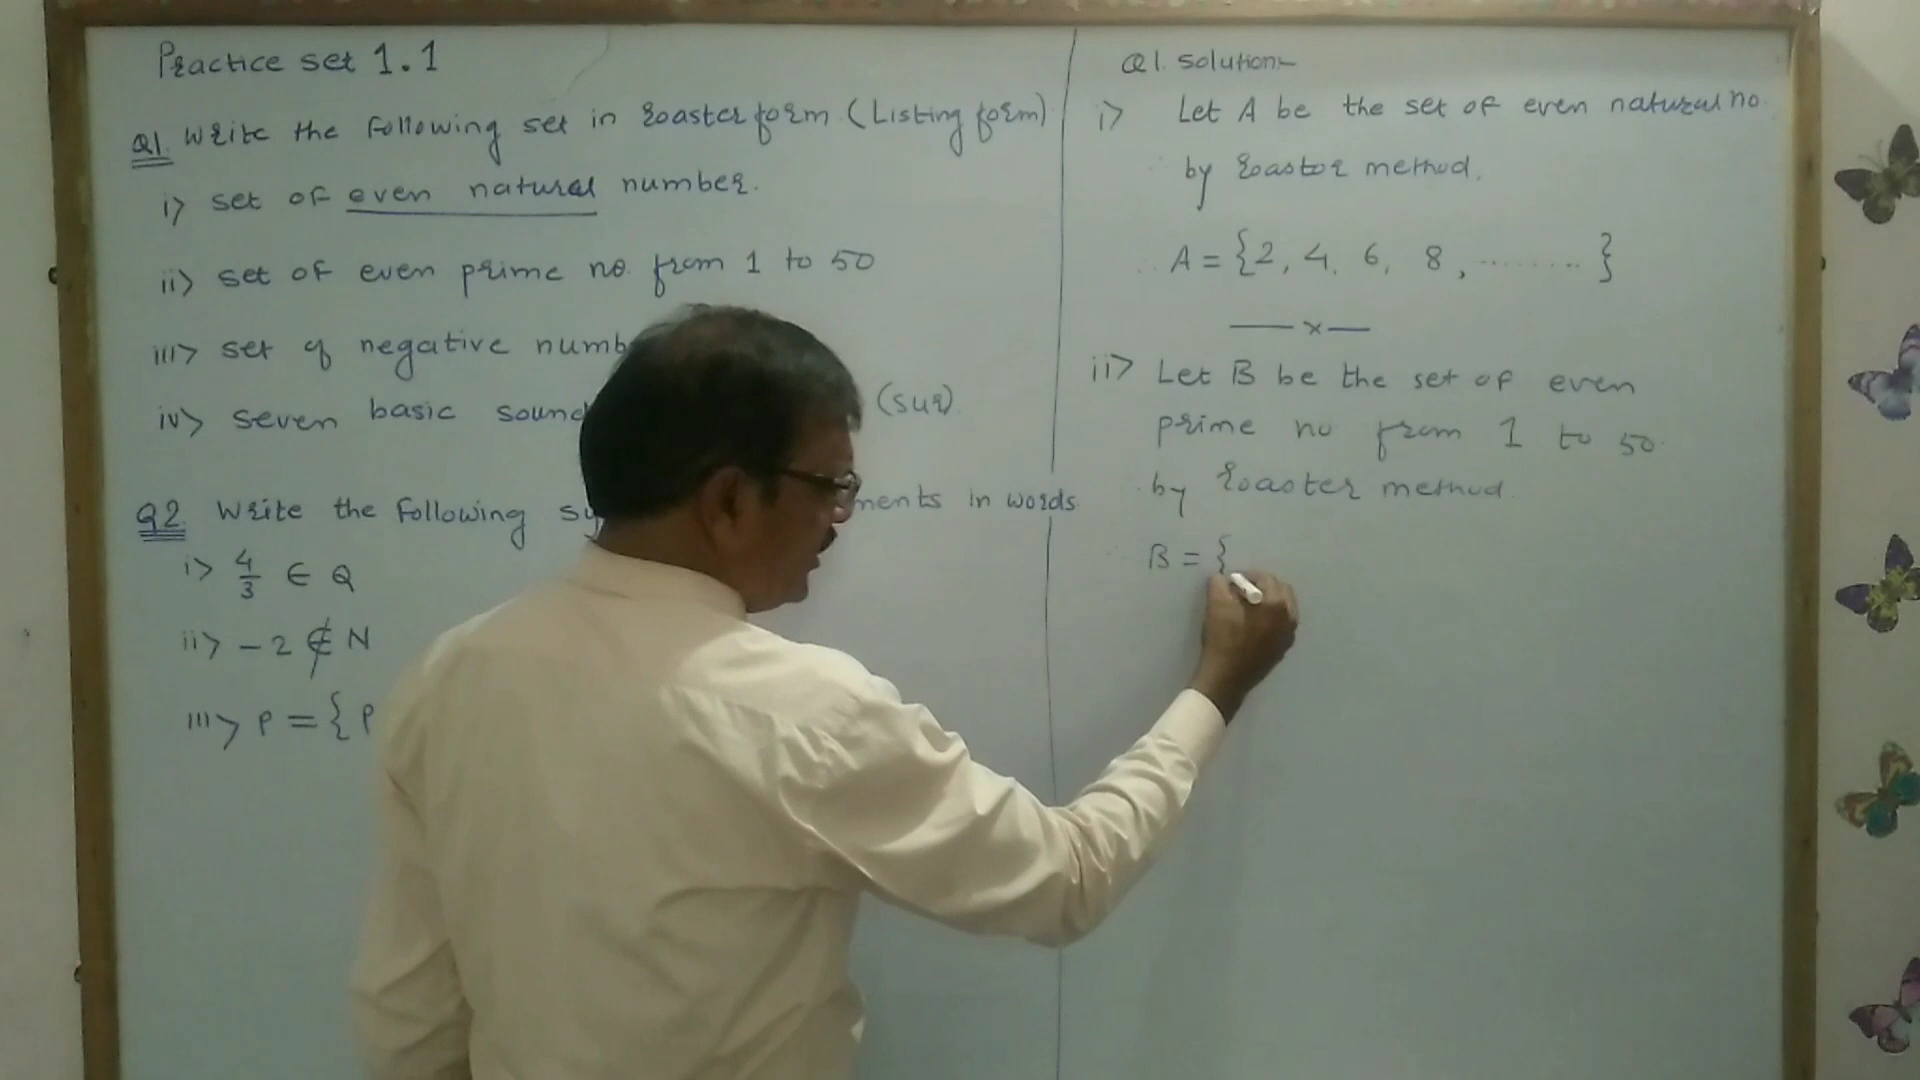 Practice set 1.1
Q1. Write the following set in roaster form (Listing form)
i) set of even natural number.
ii) set of even prime no. from 1 to 50
iii) set of negative
iv) seven basic (sur)
Q2 Write the following in words
i) 4/3 ∈ Q
ii) -2 ∉ N
iii) P = { P
Q1. solution:-
i) Let A be the set of even natural no.
by roaster method.
∴ A = {2, 4, 6, 8, ......... }
—— x ——
ii) Let B be the set of even
prime no from 1 to 50.
by roaster method.
∴ B = {